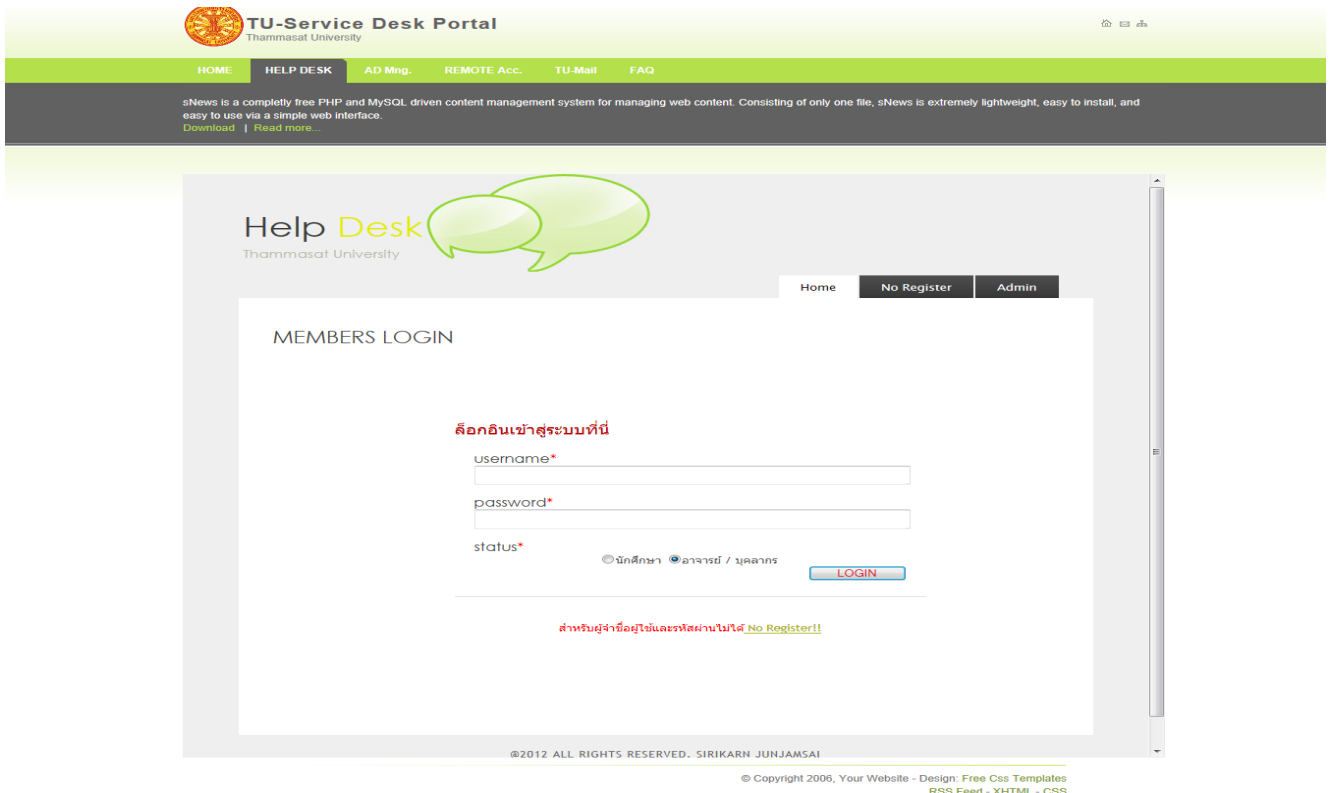 TU-Service Desk Portal
Thammasat University
HOME HELP DESK AD Mng. REMOTE Acc. TU-Mail FAQ
sNews is a completly free PHP and MySQL driven content management system for managing web content. Consisting of only one file, sNews is extremely lightweight, easy to install, and
easy to use via a simple web interface.
Download | Read more...
Help Desk
Thammasat University
Home No Register Admin
MEMBERS LOGIN
ล็อกอินเข้าสู่ระบบที่นี่
username*
password*
status*
นักศึกษา อาจารย์ / บุคลากร
LOGIN
สำหรับผู้จำชื่อผู้ใช้และรหัสผ่านไม่ได้ No Register!!
@2012 ALL RIGHTS RESERVED. SIRIKARN JUNJAMSAI
© Copyright 2006, Your Website - Design: Free Css Templates
RSS Feed - XHTML - CSS